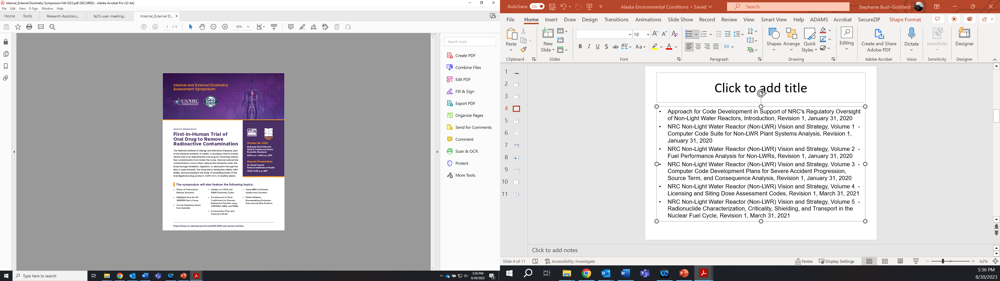 Internal_External Dosimetry Symposium Fall 2023.pdf (SECURED) - Adobe Acrobat Pro (32-bit)
File Edit View E-Sign Window Help
Home Tools Research Assistanc... fa23-user-meeting... Internal_External D... ×
1 / 1 50%
Internal and External Dosimetry
Assessment Symposium
U.S.NRC RAMP
KEYNOTE PRESENTATION
First-in-Human Trial of
Oral Drug to Remove
Radioactive Contamination
The National Institute of Allergy and Infectious Diseases, part
of the National Institute of Health, is funding a first-in-human
clinical trial of an experimental oral drug for removing radioac-
tive contaminants from inside the body. Internal radioactive
contamination occurs when radioactive elements enter the
body through inhalation, ingestion, or absorption through the
skin or open wounds. The drug trial is testing the safety, toler-
ability, and processing in the body of escalating doses of the
investigational drug product, HOPO-14-1, in healthy adults.
REGISTER
HERE
October 26, 2023
Bethesda North Marriott
Hotel & Conference Center
Rockville, Maryland
8:00 a.m.– 4:00 p.m. EDT
Keynote Presentation
Dr. David Cassatt
National Institutes of Health
10:15–11:00 a.m. EDT
The symposium will also feature the following topics:
> Status of Veterinarian
Release Activities
> Highlights from the UK
VARSKIN User's Group
> Current Dosimetry Issues
from Australia
> Update on CAUG and
RAMP Dosimetry Codes
> Development of Dose
Coefficients for Discrete
Radioactive Particles using
VARSKIN+, IMBA, and PIMAL
> Extravasation Flow and
Dosimetry Model
> Using IMBA to Estimate
Uptake from Excretion
> Patient Release:
Bremsstrahlung Emissions
from Internal Beta Emitters
https://ramp.nrc-gateway.gov/events/fall-2023-user-group-meeting
Search tools
Create PDF
Combine Files
Edit PDF
Fill & Sign
Export PDF
Organize Pages
Send for Comments
Comment
Scan & OCR
Protect
More Tools
Type here to search
5:36 PM
8/30/2023
5
AutoSave On Alaska Environmental Conditions • Saved Search Stephanie Bush-Goddard
File Home Insert Draw Design Transitions Animations Slide Show Record Review View Smart View Help ADAMS Acrobat SecureZIP Shape Format
Paste
Clipboard
New
Slide
Slides
18
B I U S ab AV Aa A
Font
Paragraph
Shapes Arrange Quick
Styles
Drawing
Editing
Create and Share
Adobe PDF
Adobe Acrobat
Dictate
Voice
Sensitivity
Sensitivity
Designer
Designer
1
2
3
4
5
6
7
8
9
10
11
Click to add title
• Approach for Code Development in Support of NRC's Regulatory Oversight
of Non-Light Water Reactors, Introduction, Revision 1, January 31, 2020
• NRC Non-Light Water Reactor (Non-LWR) Vision and Strategy, Volume 1 -
Computer Code Suite for Non-LWR Plant Systems Analysis, Revision 1,
January 31, 2020
• NRC Non-Light Water Reactor (Non-LWR) Vision and Strategy, Volume 2 -
Fuel Performance Analysis for Non-LWRs, Revision 1, January 31, 2020
• NRC Non-Light Water Reactor (Non-LWR) Vision and Strategy, Volume 3 -
Computer Code Development Plans for Severe Accident Progression,
Source Term, and Consequence Analysis, Revision 1, January 31, 2020
• NRC Non-Light Water Reactor (Non-LWR) Vision and Strategy, Volume 4 -
Licensing and Siting Dose Assessment Codes, Revision 1, March 31, 2021
• NRC Non-Light Water Reactor (Non-LWR) Vision and Strategy, Volume 5 -
Radionuclide Characterization, Criticality, Shielding, and Transport in the
Nuclear Fuel Cycle, Revision 1, March 31, 2021
Click to add notes
Slide 4 of 11 Accessibility: Investigate Notes Display Settings 62%
5:36 PM
8/30/2023